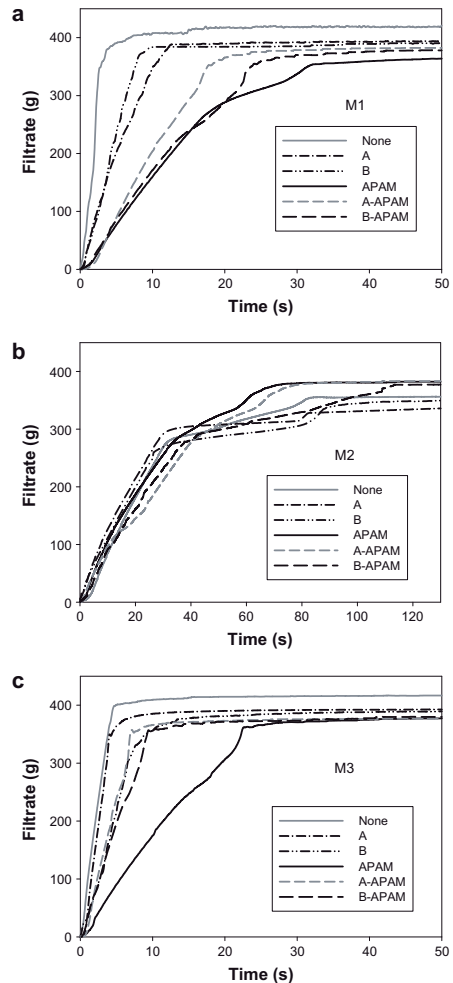 a
400
300
200
100
0
Filtrate (g)
M1
None
A
B
APAM
A-APAM
B-APAM
0 10 20 30 40 50
Time (s)
b
400
300
200
100
0
Filtrate (g)
M2
None
A
B
APAM
A-APAM
B-APAM
0 20 40 60 80 100 120
Time (s)
c
400
300
200
100
0
Filtrate (g)
M3
None
A
B
APAM
A-APAM
B-APAM
0 10 20 30 40 50
Time (s)